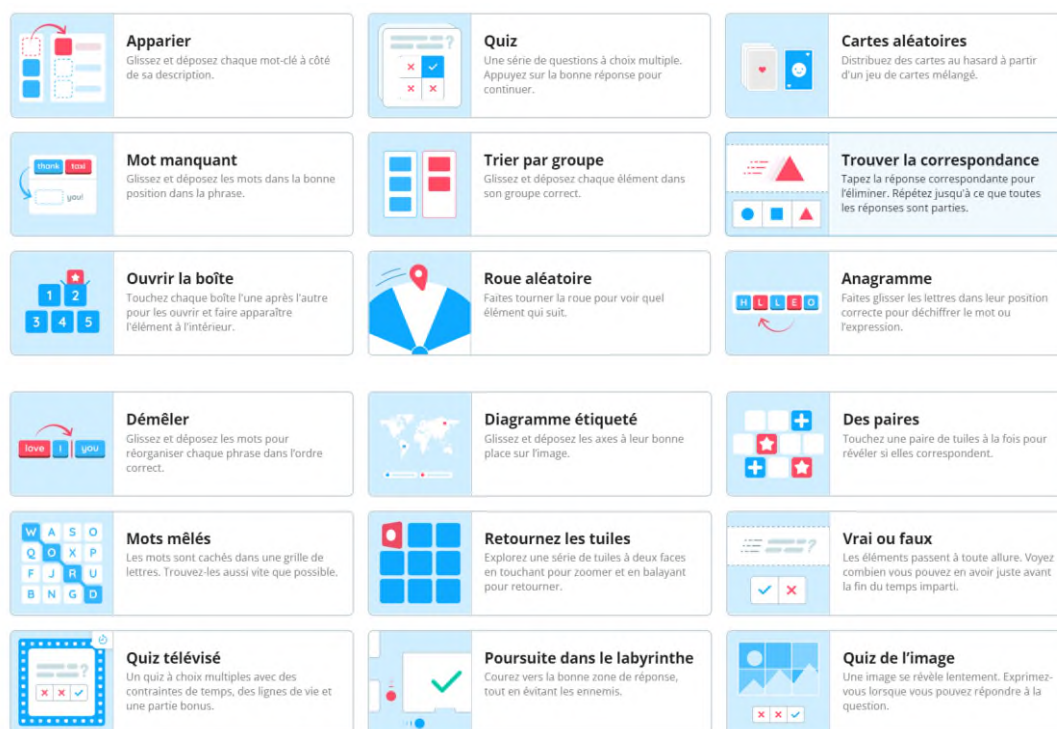 Apparier
Glissez et déposez chaque mot-clé à côté
de sa description.
Quiz
Une série de questions à choix multiple.
Appuyez sur la bonne réponse pour
continuer.
Cartes aléatoires
Distribuez des cartes au hasard à partir
d'un jeu de cartes mélangé.
thank taxi
you!
Mot manquant
Glissez et déposez les mots dans la bonne
position dans la phrase.
Trier par groupe
Glissez et déposez chaque élément dans
son groupe correct.
Trouver la correspondance
Tapez la réponse correspondante pour
l'éliminer. Répétez jusqu'à ce que toutes
les réponses sont parties.
1 2
3 4 5
Ouvrir la boîte
Touchez chaque boîte l'une après l'autre
pour les ouvrir et faire apparaître
l'élément à l'intérieur.
Roue aléatoire
Faites tourner la roue pour voir quel
élément qui suit.
H L L E O
Anagramme
Faites glisser les lettres dans leur position
correcte pour déchiffrer le mot ou
l'expression.
love I you
Démêler
Glissez et déposez les mots pour
réorganiser chaque phrase dans l'ordre
correct.
Diagramme étiqueté
Glissez et déposez les axes à leur bonne
place sur l'image.
Des paires
Touchez une paire de tuiles à la fois pour
révéler si elles correspondent.
W A S O
Q O X P
F J R U
B N G D
Mots mêlés
Les mots sont cachés dans une grille de
lettres. Trouvez-les aussi vite que possible.
Retournez les tuiles
Explorez une série de tuiles à deux faces
en touchant pour zoomer et en balayant
pour retourner.
?
Vrai ou faux
Les éléments passent à toute allure. Voyez
combien vous pouvez en avoir juste avant
la fin du temps imparti.
?
Quiz télévisé
Un quiz à choix multiples avec des
contraintes de temps, des lignes de vie et
une partie bonus.
Poursuite dans le labyrinthe
Courez vers la bonne zone de réponse,
tout en évitant les ennemis.
Quiz de l'image
Une image se révèle lentement. Exprimez-
vous lorsque vous pouvez répondre à la
question.